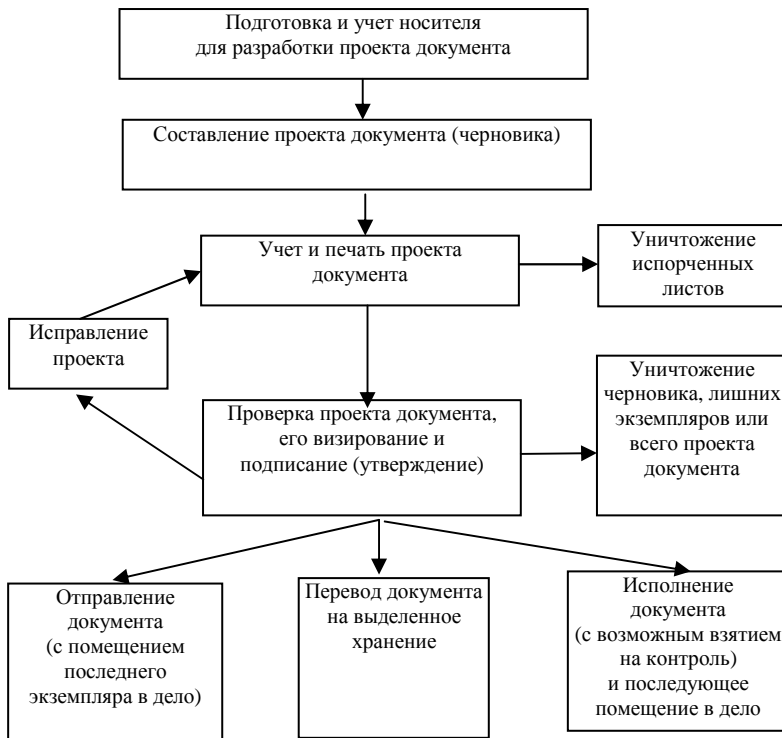 Подготовка и учет носителя
для разработки проекта документа
Составление проекта документа (черновика)
Учет и печать проекта
документа
Уничтожение
испорченных
листов
Исправление
проекта
Проверка проекта документа,
его визирование и
подписание (утверждение)
Уничтожение
черновика, лишних
экземпляров или
всего проекта
документа
Отправление
документа
(с помещением
последнего
экземпляра в дело)
Перевод документа
на выделенное
хранение
Исполнение
документа
(с возможным взятием
на контроль)
и последующее
помещение в дело